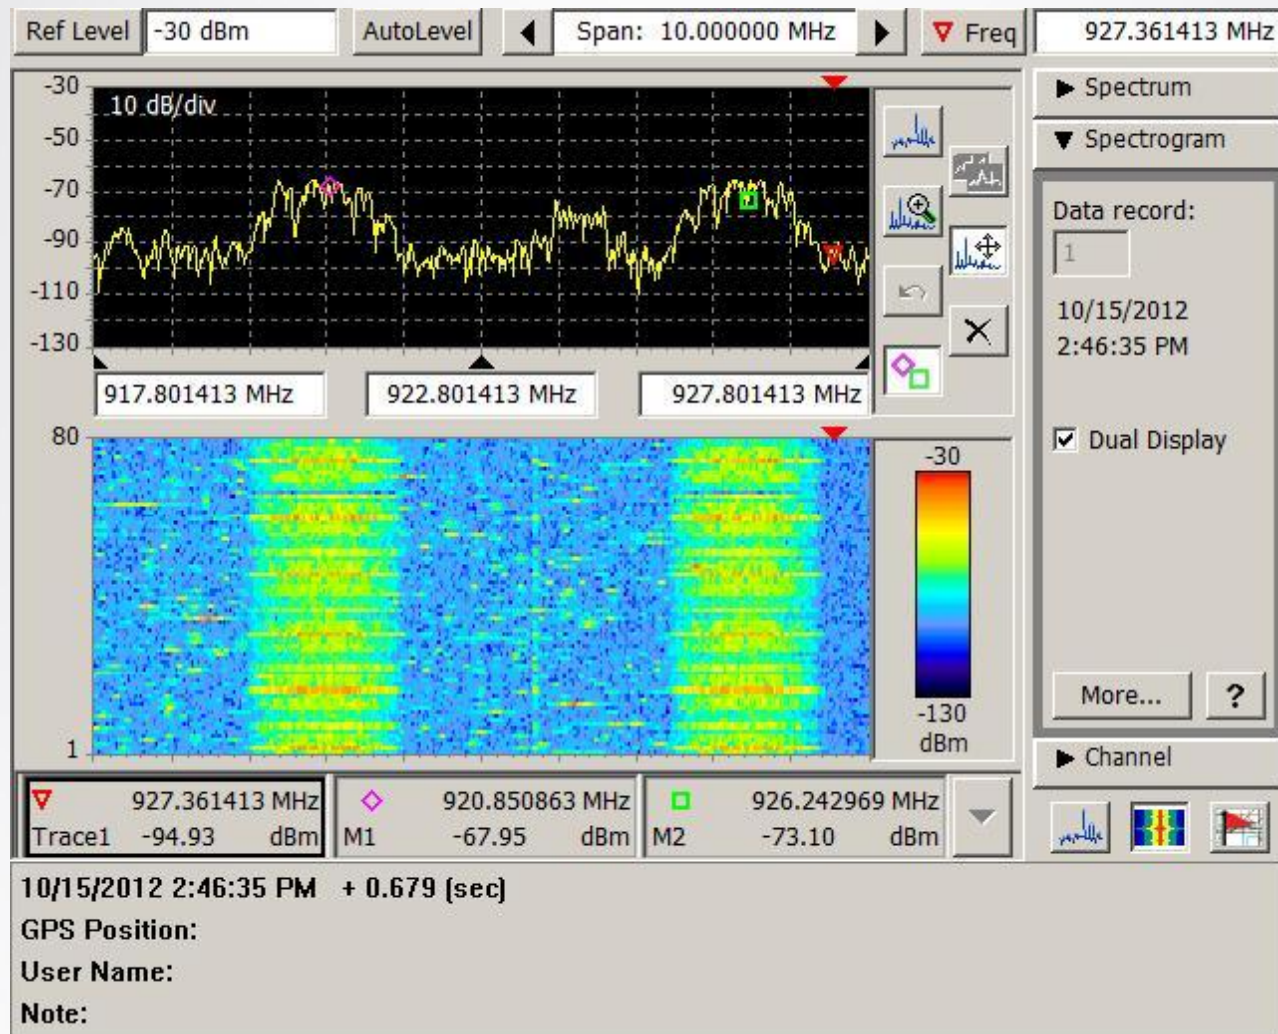 Ref Level -30 dBm AutoLevel Span: 10.000000 MHz Freq 927.361413 MHz
Spectrum
Spectrogram
Data record:
1
10/15/2012
2:46:35 PM
Dual Display
More... ?
Channel
10 dB/div
-30
-50
-70
-90
-110
-130
917.801413 MHz 922.801413 MHz 927.801413 MHz
80
1
-30
-130
dBm
927.361413 MHz
Trace1 -94.93 dBm
920.850863 MHz
M1 -67.95 dBm
926.242969 MHz
M2 -73.10 dBm
10/15/2012 2:46:35 PM + 0.679 (sec)
GPS Position:
User Name:
Note: